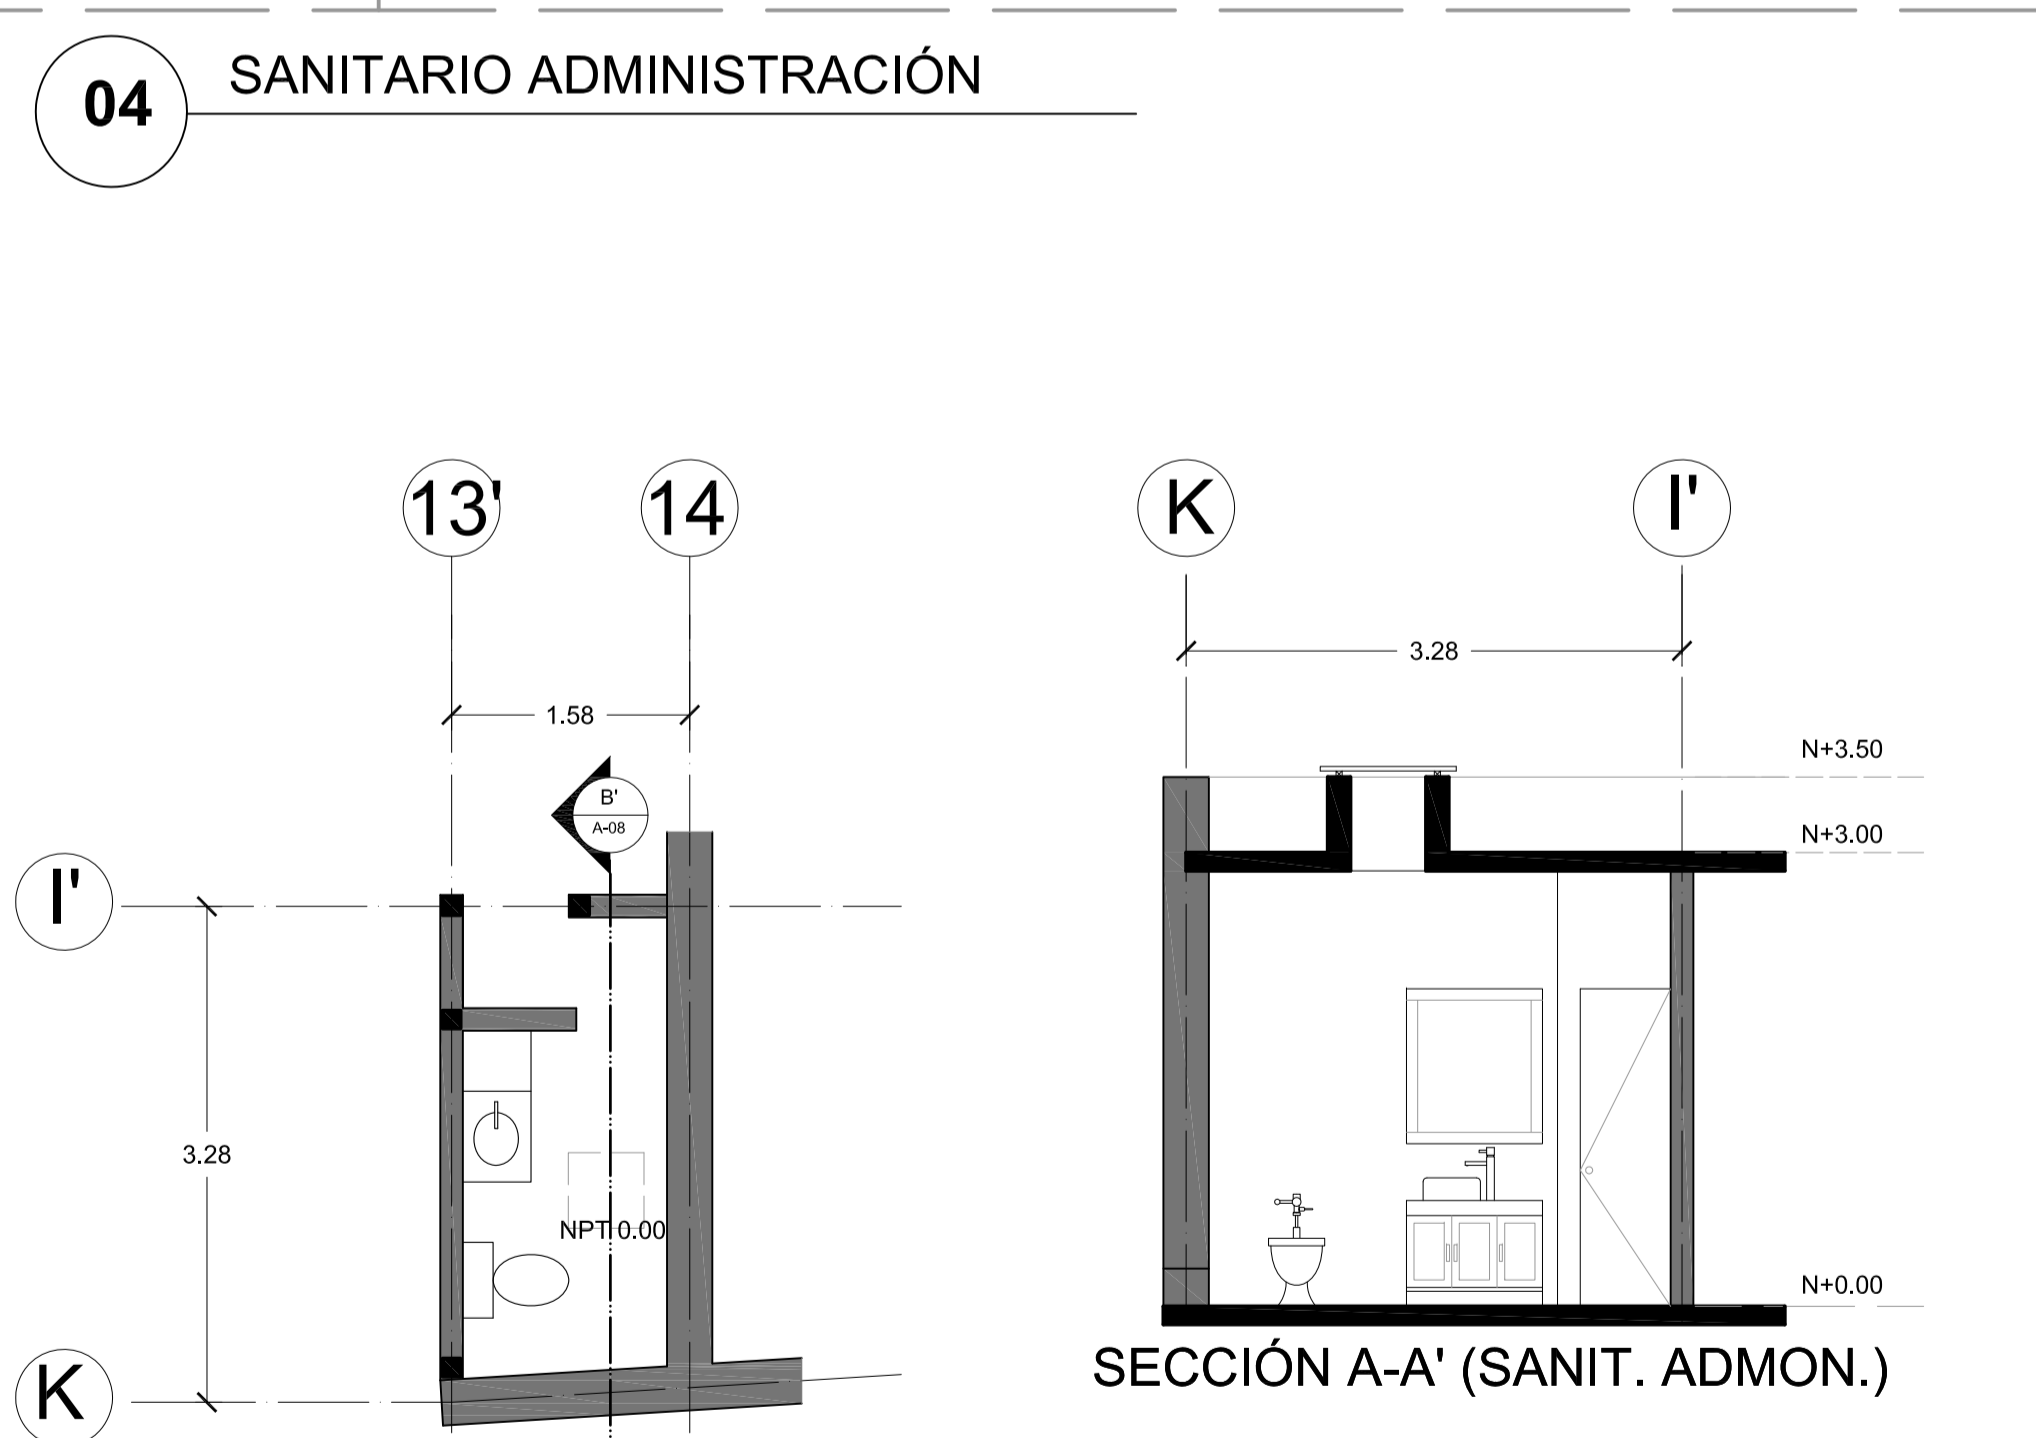 04
SANITARIO ADMINISTRACIÓN
13'
14
K
I'
3.28
1.58
N+3.50
B'
A-08
N+3.00
I'
3.28
NPT 0.00
N+0.00
SECCIÓN A-A' (SANIT. ADMON.)
K